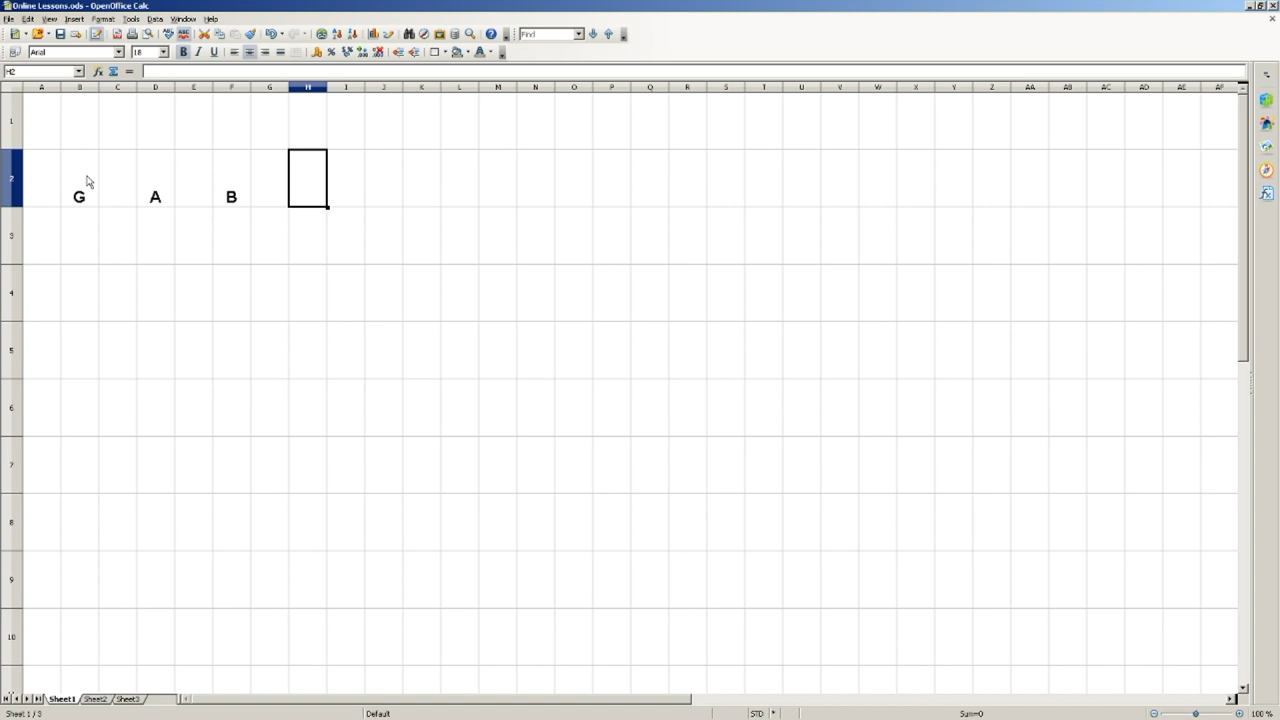 Online Lessons.ods - OpenOffice Calc
File Edit View Insert Format Tools Data Window Help
Find
Arial 18
H2
A B C D E F G H I J K L M N O P Q R S T U V W X Y Z AA AB AC AD AE AF
1
2 G A B
3
4
5
6
7
8
9
10
Sheet1 Sheet2 Sheet3
Sheet 1 / 3 Default STD * Sum=0 100 %